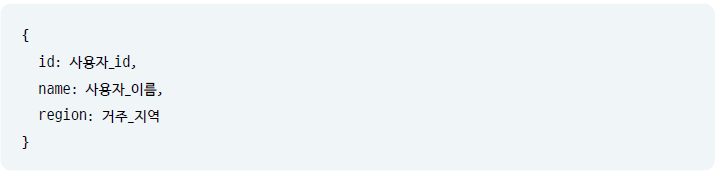 {
id: 사용자_id,
name: 사용자_이름,
region: 거주_지역
}